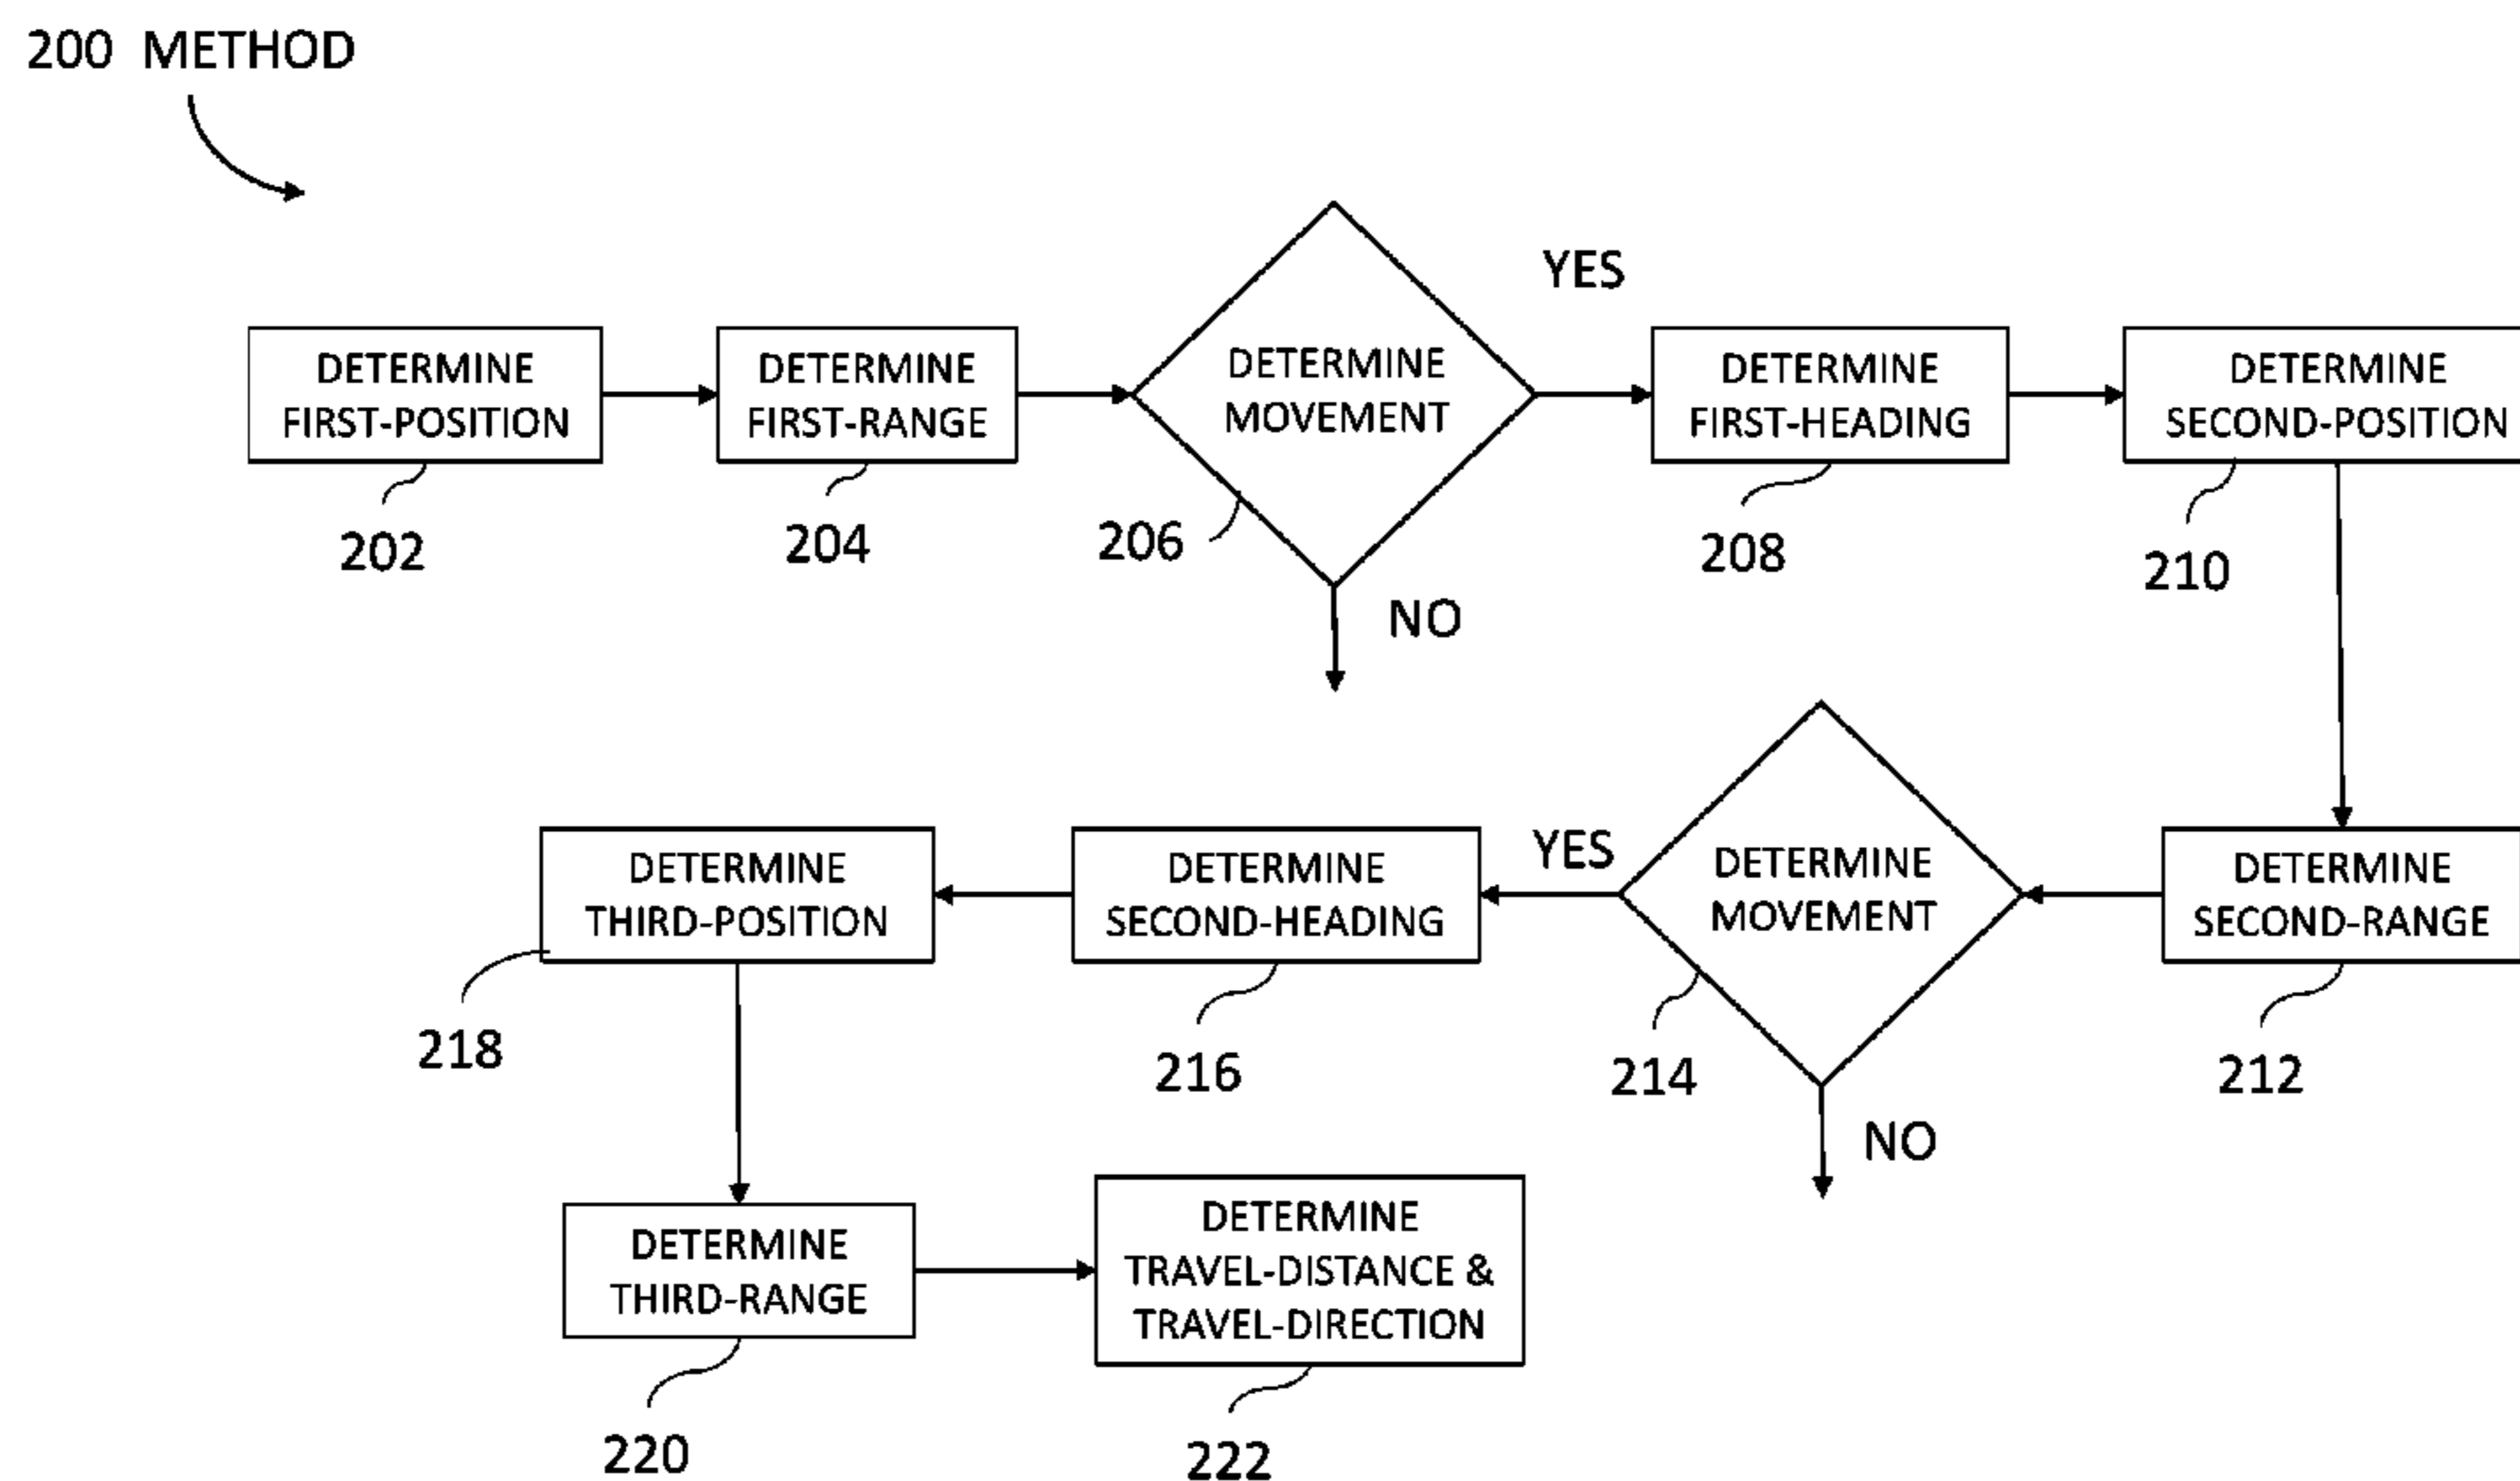 200 METHOD
DETERMINE
FIRST-POSITION
202
DETERMINE
FIRST-RANGE
204
DETERMINE
MOVEMENT
206
YES
NO
DETERMINE
FIRST-HEADING
208
DETERMINE
SECOND-POSITION
210
DETERMINE
SECOND-RANGE
212
DETERMINE
MOVEMENT
214
YES
NO
DETERMINE
SECOND-HEADING
216
DETERMINE
THIRD-POSITION
218
DETERMINE
THIRD-RANGE
220
DETERMINE
TRAVEL-DISTANCE &
TRAVEL-DIRECTION
222